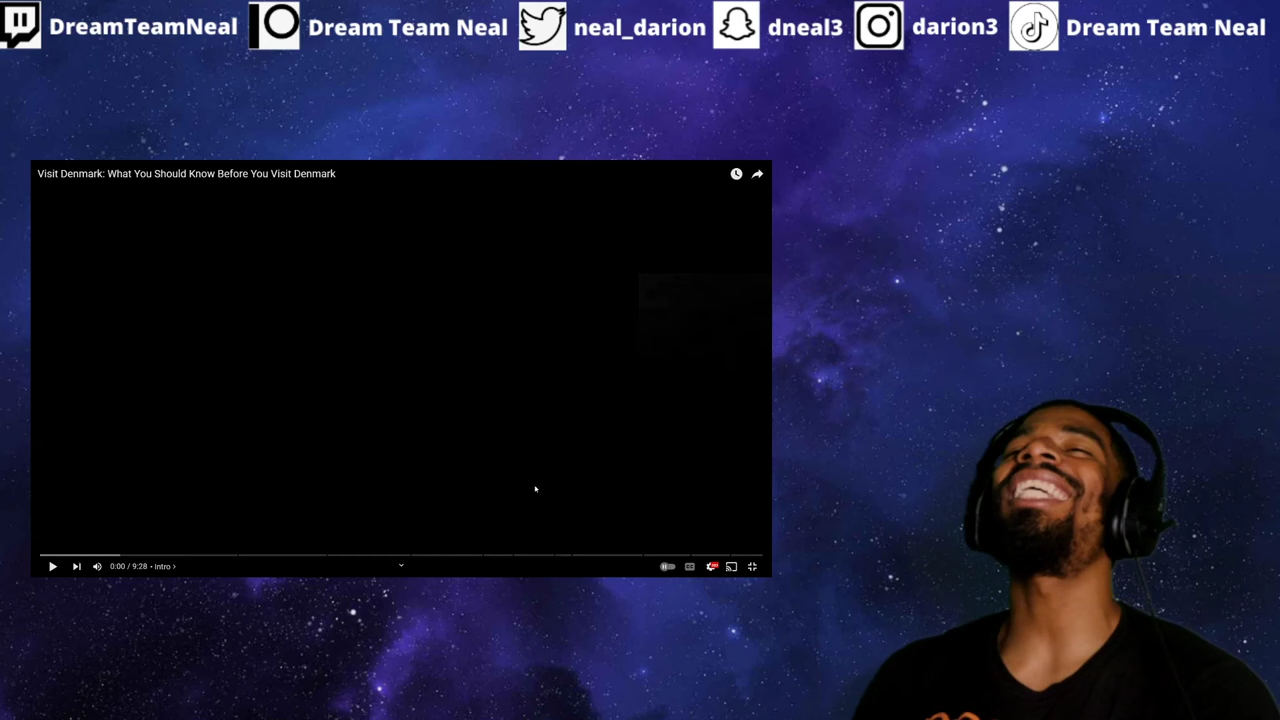 DreamTeamNeal Dream Team Neal neal_darion dneal3 darion3 Dream Team Neal
Visit Denmark: What You Should Know Before You Visit Denmark
0:00 / 9:28 • Intro ›